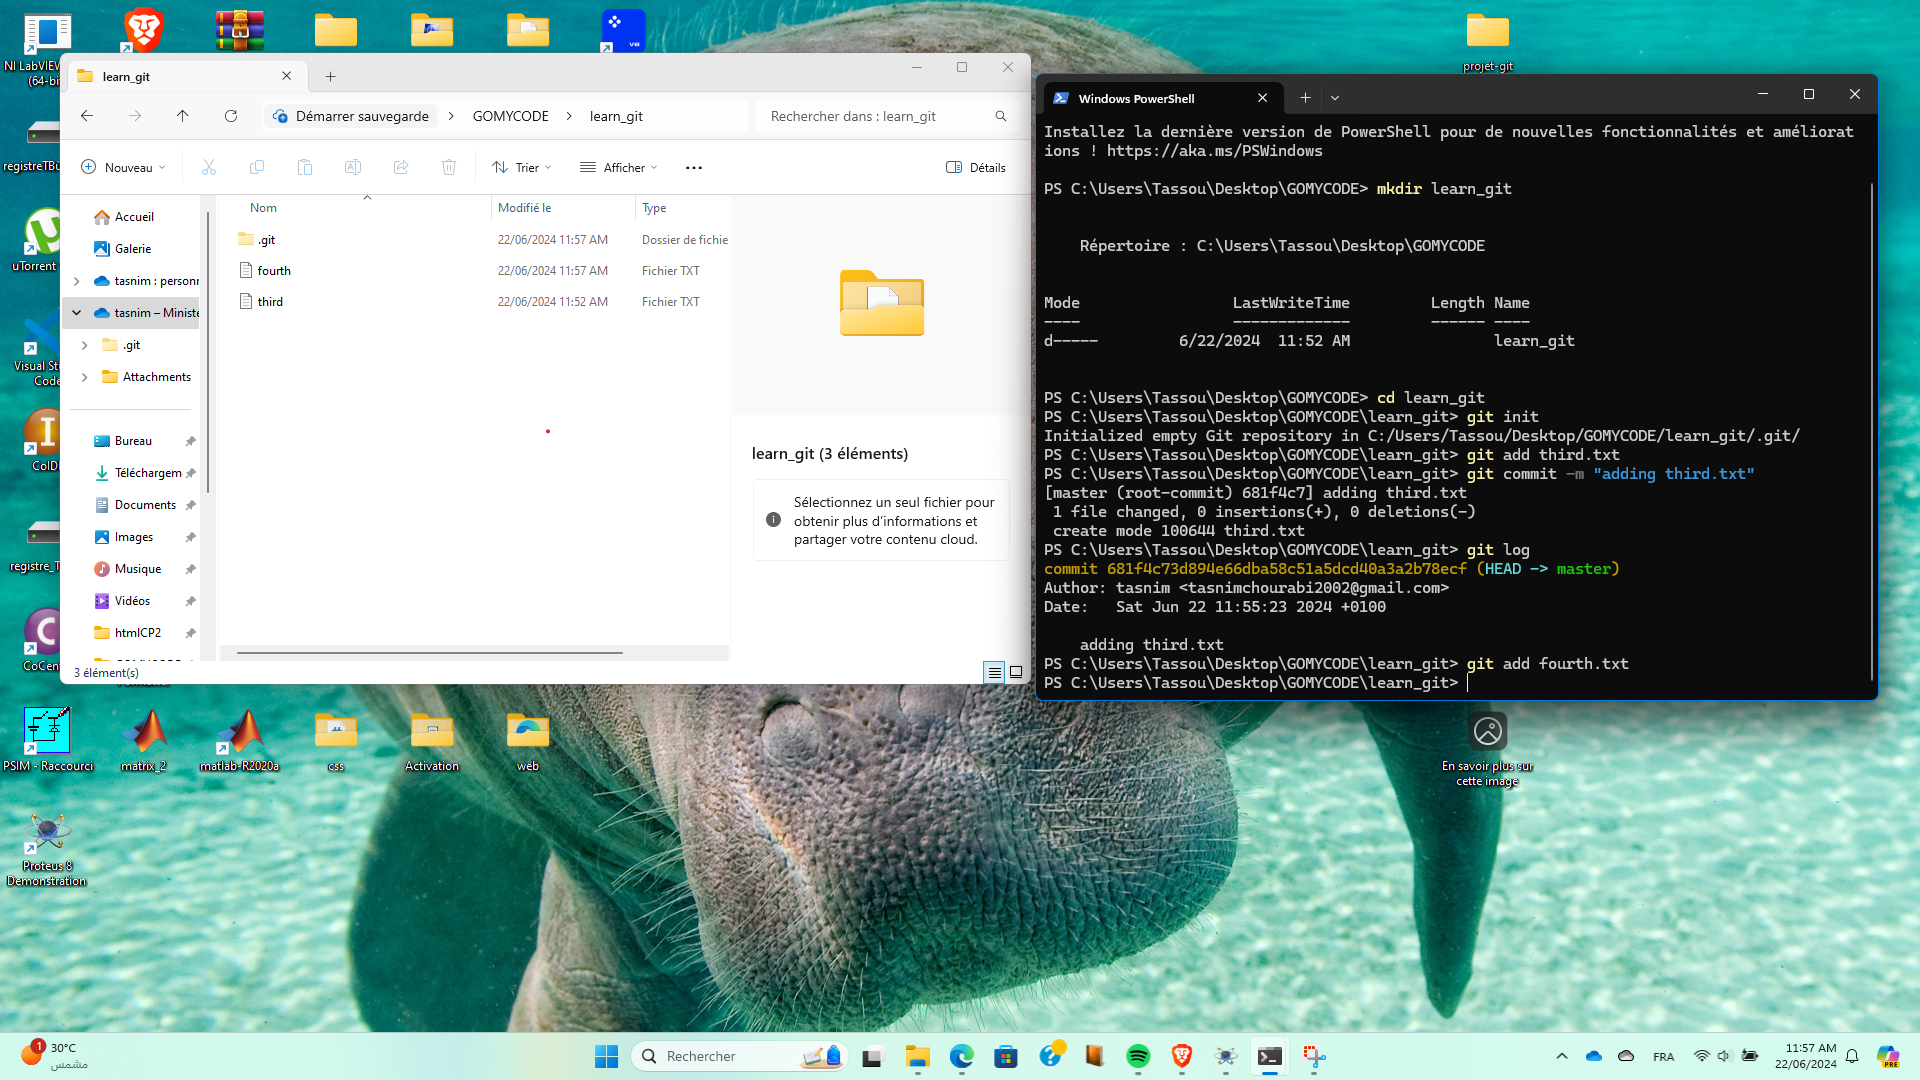 NI LabVIEW
(64-bi
registreTBu
uTorrent
Visual Stu
Code
registre_T
CoCent
PSIM - Raccourci
matrix_2
matlab-R2020a
css
Activation
web
Proteus 8
Demonstration
projet-git
En savoir plus sur
cette image
learn_git
Démarrer sauvegarde
GOMYCODE
learn_git
Rechercher dans : learn_git
Nouveau
Trier
Afficher
Détails
Accueil
Galerie
tasnim : personn
tasnim – Ministè
.git
Attachments
Bureau
Téléchargem
Documents
Images
Musique
Vidéos
htmlCP2
Nom
Modifié le
Type
.git
22/06/2024 11:57 AM
Dossier de fichie
fourth
22/06/2024 11:57 AM
Fichier TXT
third
22/06/2024 11:52 AM
Fichier TXT
learn_git (3 éléments)
Sélectionnez un seul fichier pour
obtenir plus d’informations et
partager votre contenu cloud.
3 élément(s)
Windows PowerShell
Installez la dernière version de PowerShell pour de nouvelles fonctionnalités et améliorat
ions ! https://aka.ms/PSWindows
PS C:\Users\Tassou\Desktop\GOMYCODE> mkdir learn_git
Répertoire : C:\Users\Tassou\Desktop\GOMYCODE
Mode LastWriteTime Length Name
---- ------------- ------ ----
d----- 6/22/2024 11:52 AM learn_git
PS C:\Users\Tassou\Desktop\GOMYCODE> cd learn_git
PS C:\Users\Tassou\Desktop\GOMYCODE\learn_git> git init
Initialized empty Git repository in C:/Users/Tassou/Desktop/GOMYCODE/learn_git/.git/
PS C:\Users\Tassou\Desktop\GOMYCODE\learn_git> git add third.txt
PS C:\Users\Tassou\Desktop\GOMYCODE\learn_git> git commit -m "adding third.txt"
[master (root-commit) 681f4c7] adding third.txt
1 file changed, 0 insertions(+), 0 deletions(-)
create mode 100644 third.txt
PS C:\Users\Tassou\Desktop\GOMYCODE\learn_git> git log
commit 681f4c73d894e66dba58c51a5dcd40a3a2b78ecf (HEAD -> master)
Author: tasnim <tasnimchourabi2002@gmail.com>
Date: Sat Jun 22 11:55:23 2024 +0100
adding third.txt
PS C:\Users\Tassou\Desktop\GOMYCODE\learn_git> git add fourth.txt
PS C:\Users\Tassou\Desktop\GOMYCODE\learn_git>
1
30°C
مشمس
Rechercher
FRA
11:57 AM
22/06/2024
PRE